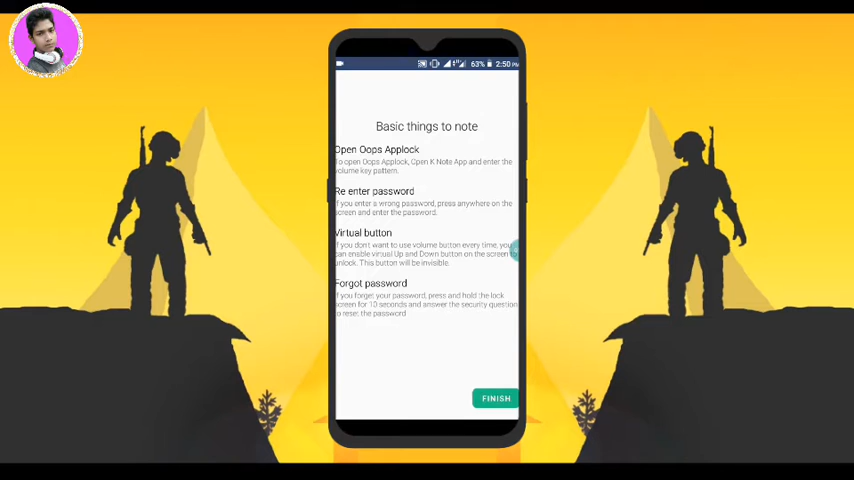 63% 2:50 PM
Basic things to note
Open Oops Applock
To open Oops Applock, Open K Note App and enter the
volume key pattern.
Re enter password
If you enter a wrong password, press anywhere on the
screen and enter the password.
Virtual button
If you don't want to use volume button every time, you
can enable virtual Up and Down button on the screen to
unlock. This button will be invisible.
Forgot password
If you forget your password, press and hold the lock
screen for 10 seconds and answer the security question
to reset the password
FINISH